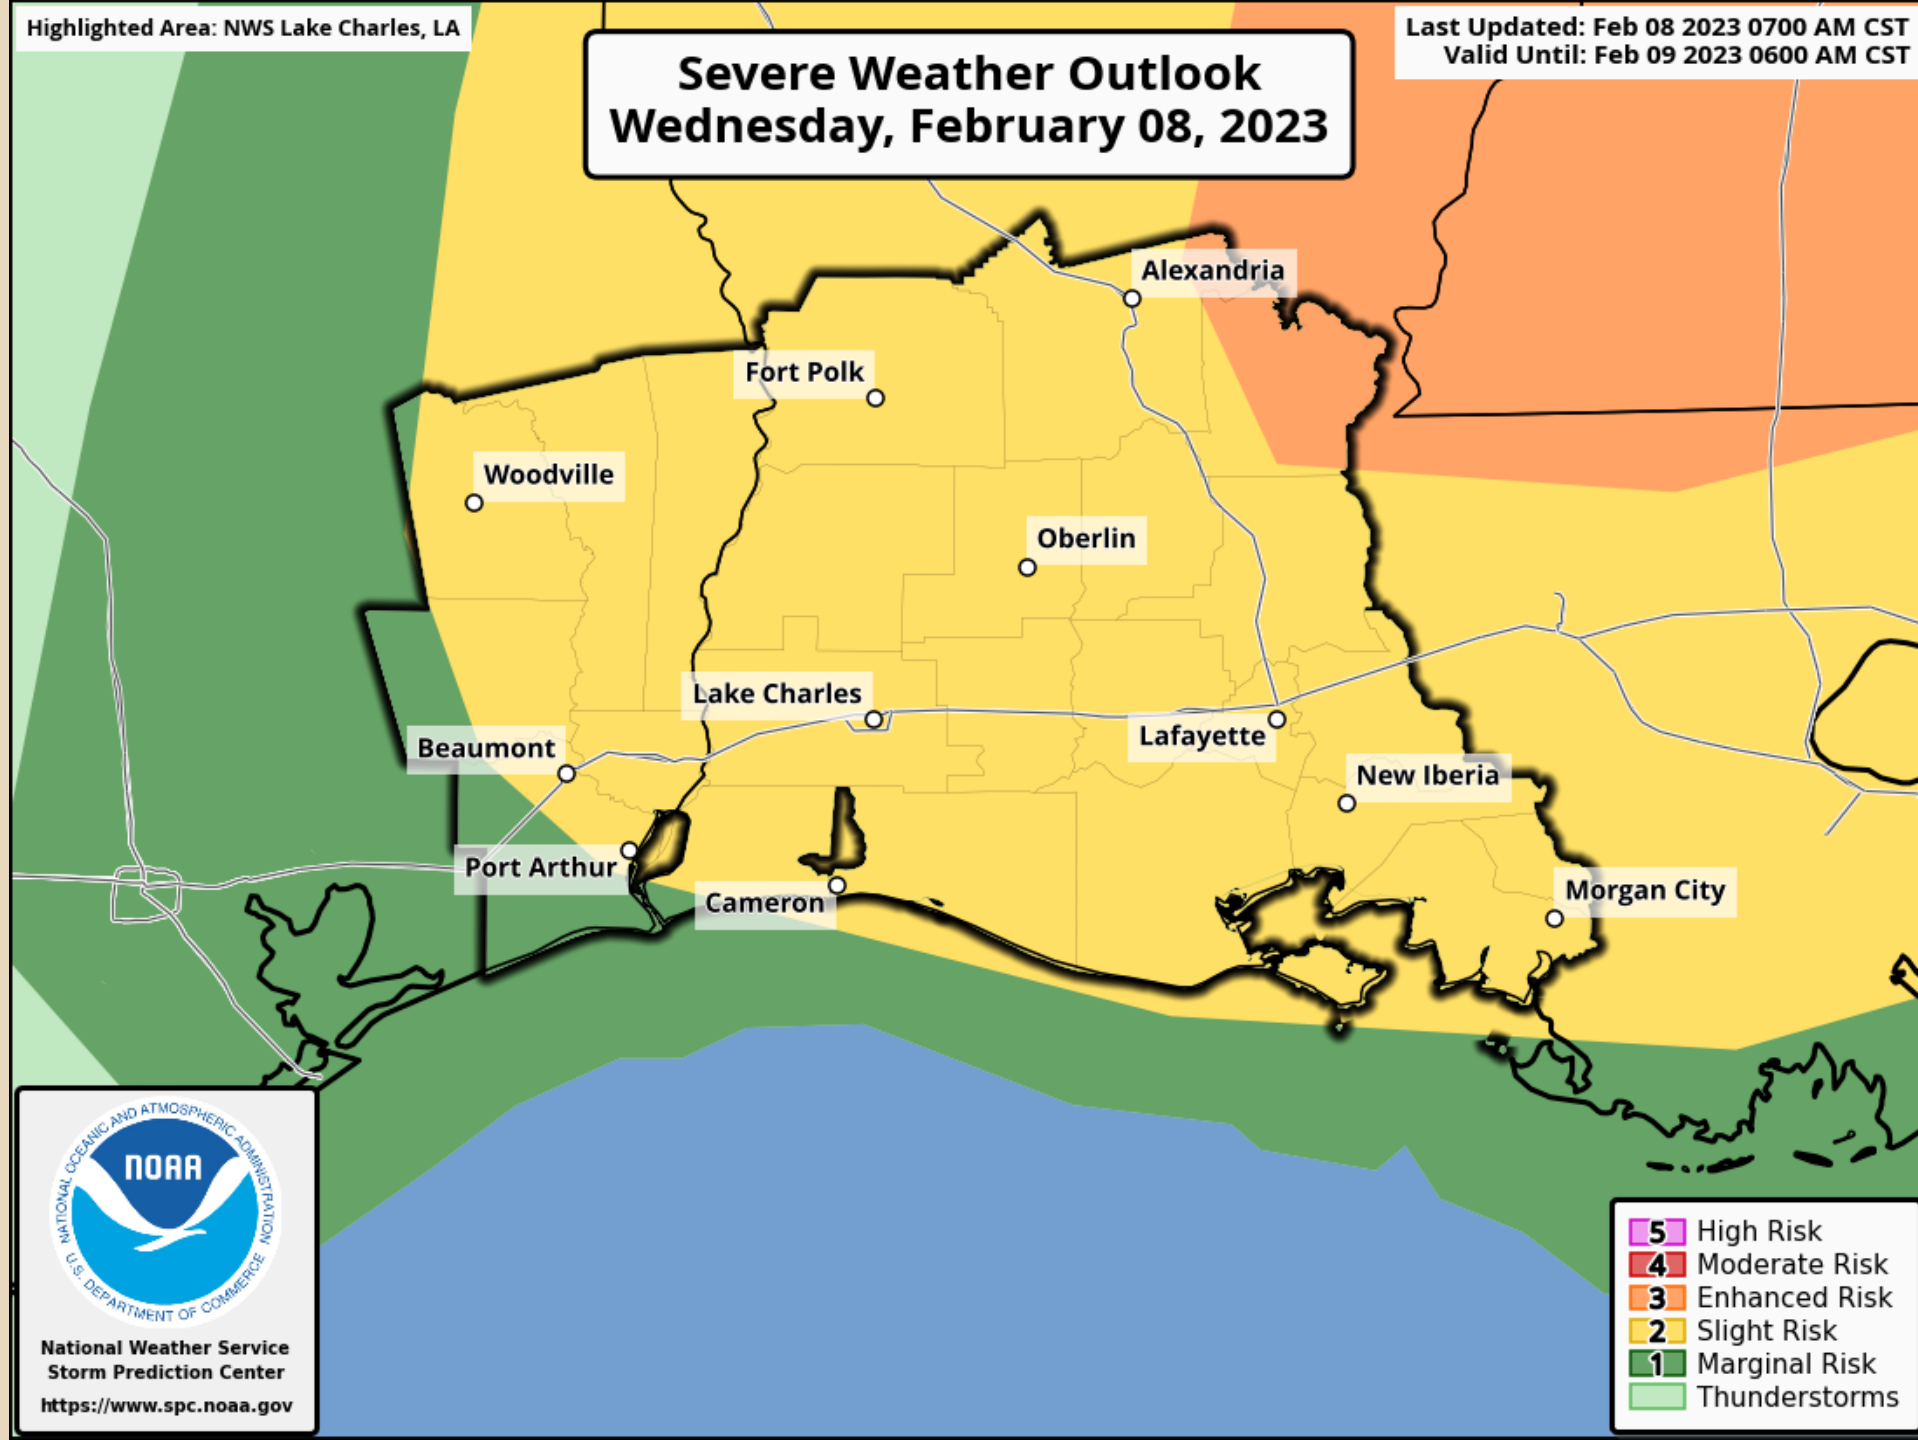 Highlighted Area: NWS Lake Charles, LA
Last Updated: Feb 08 2023 0700 AM CST
Valid Until: Feb 09 2023 0600 AM CST
Severe Weather Outlook
Wednesday, February 08, 2023
Alexandria
Fort Polk
Woodville
Oberlin
Lake Charles
Lafayette
Beaumont
New Iberia
Port Arthur
Cameron
Morgan City
NATIONAL OCEANIC AND ATMOSPHERIC ADMINISTRATION
NOAA
U.S. DEPARTMENT OF COMMERCE
National Weather Service
Storm Prediction Center
https://www.spc.noaa.gov
5 High Risk
4 Moderate Risk
3 Enhanced Risk
2 Slight Risk
1 Marginal Risk
Thunderstorms